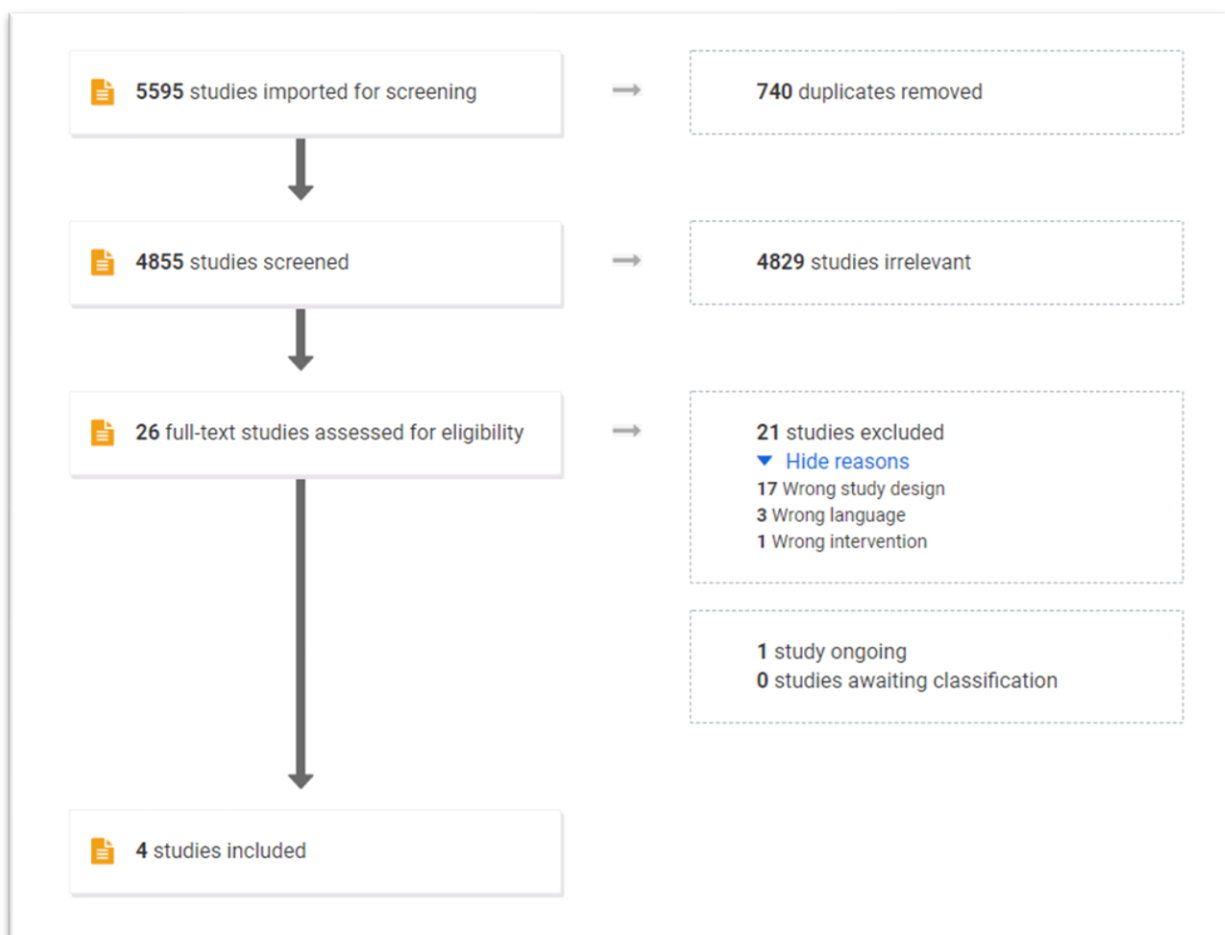 5595 studies imported for screening
740 duplicates removed
4855 studies screened
4829 studies irrelevant
26 full-text studies assessed for eligibility
21 studies excluded
Hide reasons
17 Wrong study design
3 Wrong language
1 Wrong intervention
1 study ongoing
0 studies awaiting classification
4 studies included